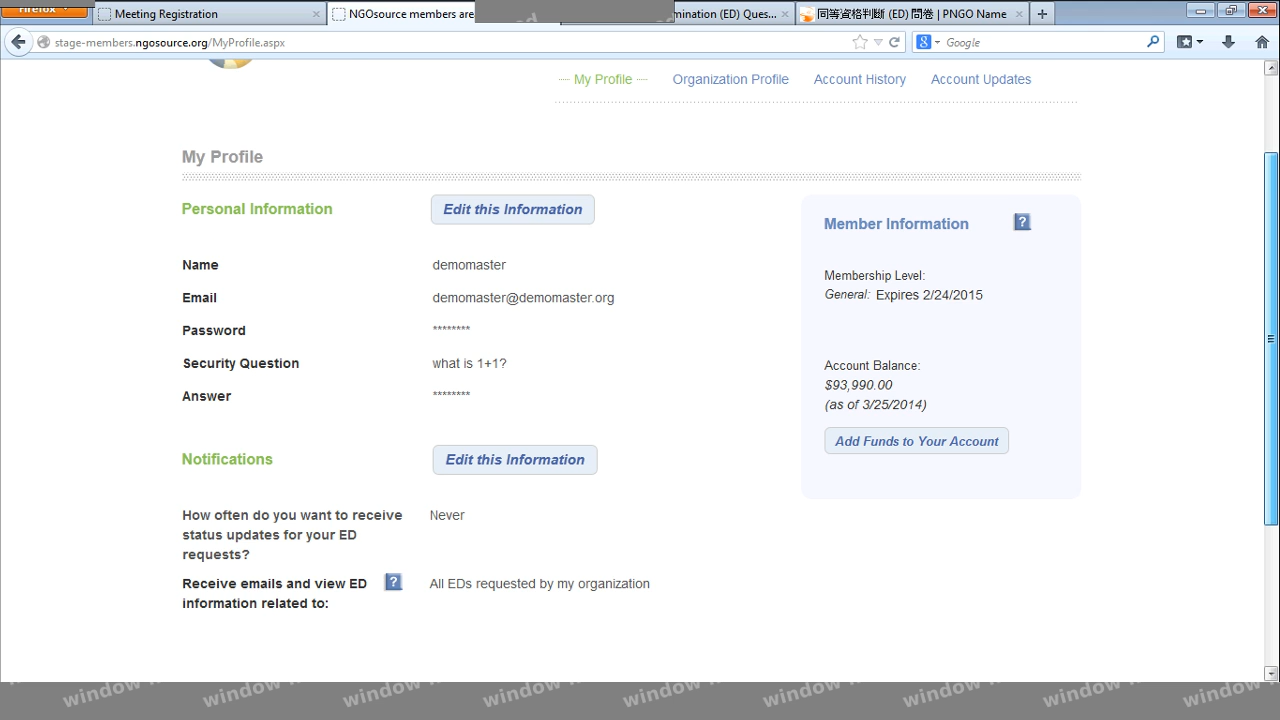 Firefox
Meeting Registration
NGOsource members are
mination (ED) Ques...
同等資格判斷 (ED) 問卷 | PNGO Name
stage-members.ngosource.org/MyProfile.aspx
Google
My Profile
Organization Profile
Account History
Account Updates
My Profile
Personal Information
Edit this Information
Name
demomaster
Email
demomaster@demomaster.org
Password
********
Security Question
what is 1+1?
Answer
********
Notifications
Edit this Information
How often do you want to receive
status updates for your ED
requests?
Never
Receive emails and view ED
information related to:
All EDs requested by my organization
Member Information
Membership Level:
General: Expires 2/24/2015
Account Balance:
$93,990.00
(as of 3/25/2014)
Add Funds to Your Account
window window window window window window window window window